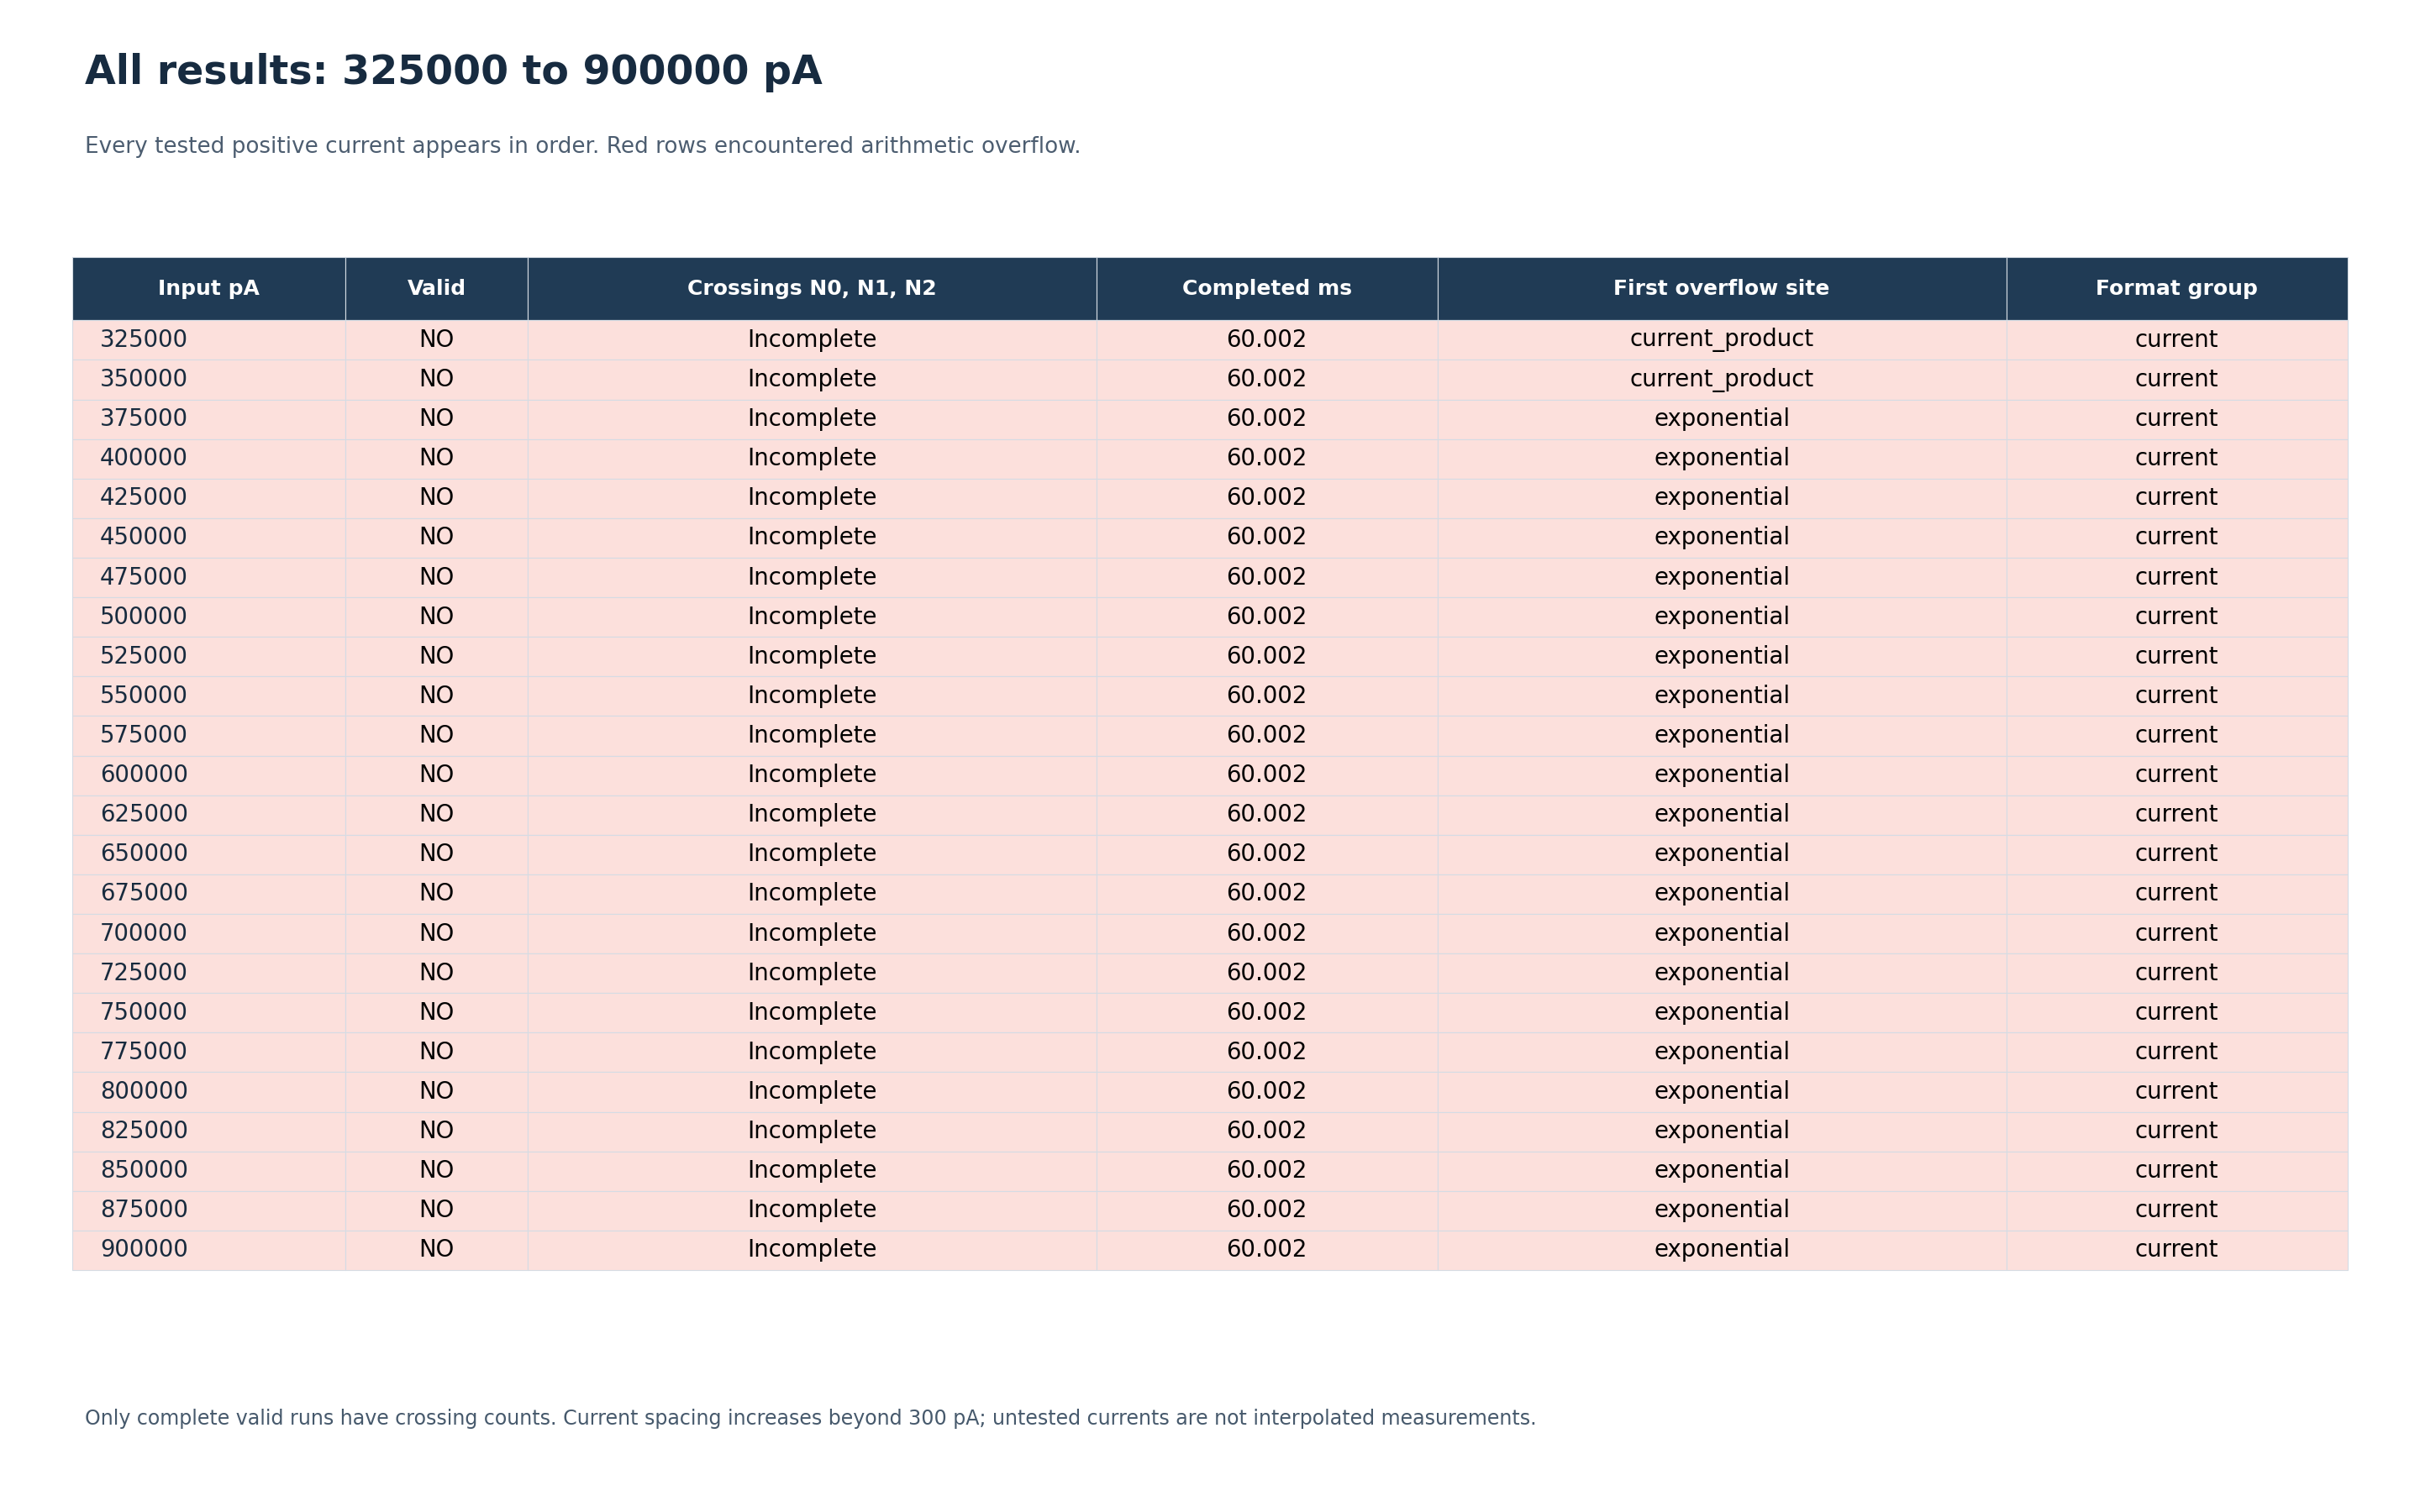 All results: 325000 to 900000 pA
Every tested positive current appears in order. Red rows encountered arithmetic overflow.
Input pA Valid Crossings N0, N1, N2 Completed ms First overflow site Format group
325000 NO Incomplete 60.002 current_product current
350000 NO Incomplete 60.002 current_product current
375000 NO Incomplete 60.002 exponential current
400000 NO Incomplete 60.002 exponential current
425000 NO Incomplete 60.002 exponential current
450000 NO Incomplete 60.002 exponential current
475000 NO Incomplete 60.002 exponential current
500000 NO Incomplete 60.002 exponential current
525000 NO Incomplete 60.002 exponential current
550000 NO Incomplete 60.002 exponential current
575000 NO Incomplete 60.002 exponential current
600000 NO Incomplete 60.002 exponential current
625000 NO Incomplete 60.002 exponential current
650000 NO Incomplete 60.002 exponential current
675000 NO Incomplete 60.002 exponential current
700000 NO Incomplete 60.002 exponential current
725000 NO Incomplete 60.002 exponential current
750000 NO Incomplete 60.002 exponential current
775000 NO Incomplete 60.002 exponential current
800000 NO Incomplete 60.002 exponential current
825000 NO Incomplete 60.002 exponential current
850000 NO Incomplete 60.002 exponential current
875000 NO Incomplete 60.002 exponential current
900000 NO Incomplete 60.002 exponential current
Only complete valid runs have crossing counts. Current spacing increases beyond 300 pA; untested currents are not interpolated measurements.